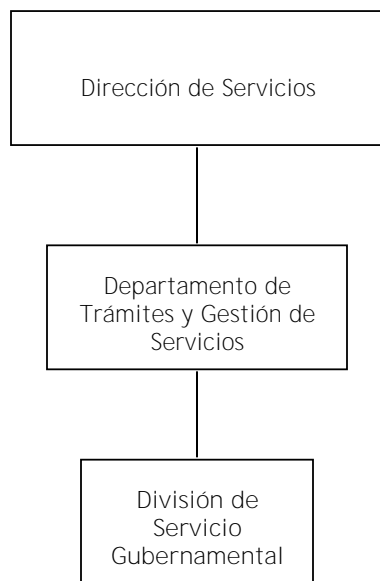 Dirección de Servicios
Departamento de
Trámites y Gestión de
Servicios
División de
Servicio
Gubernamental